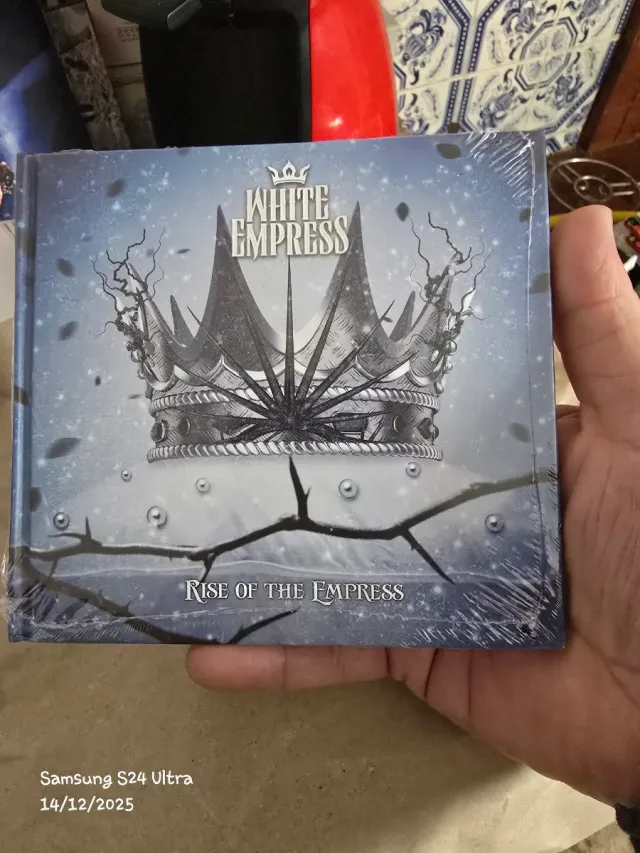 WHITE
EMPRESS
RISE OF THE EMPRESS
Samsung S24 Ultra
14/12/2025